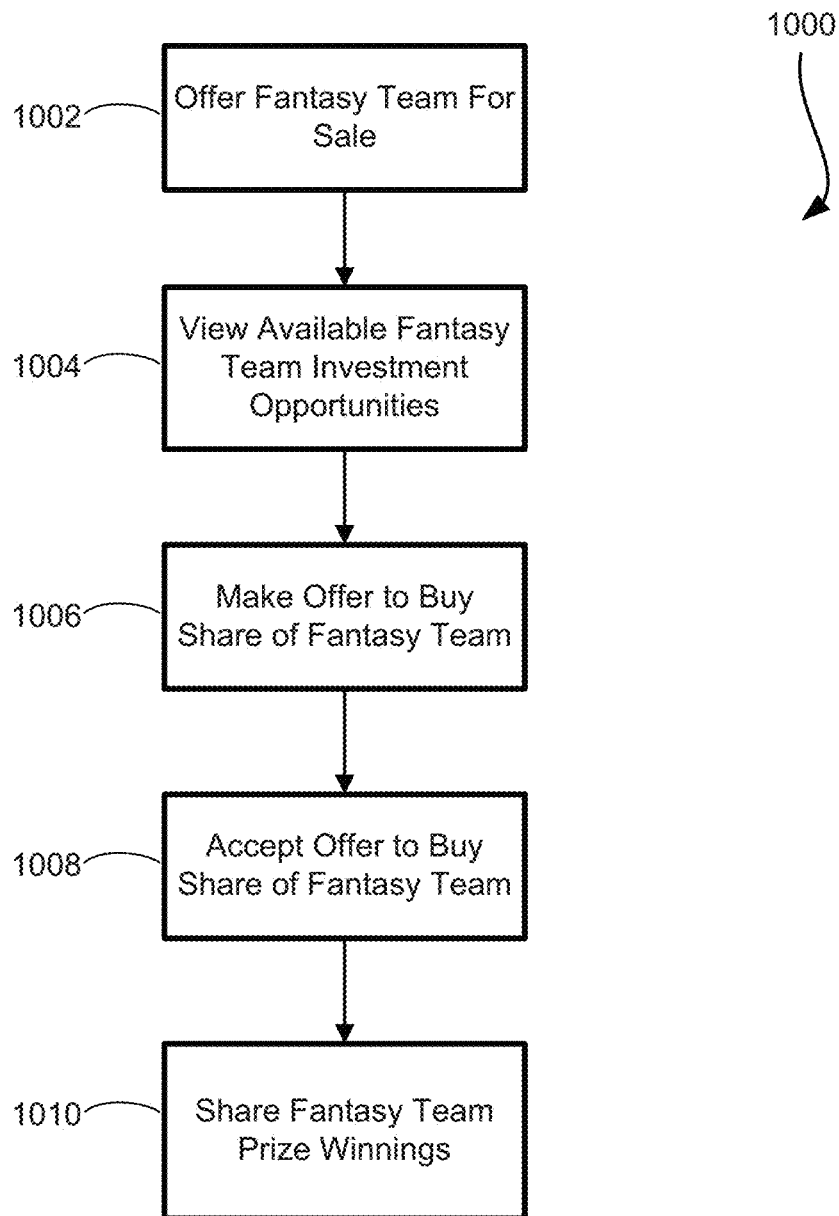 1000
1002
Offer Fantasy Team For
Sale
1004
View Available Fantasy
Team Investment
Opportunities
1006
Make Offer to Buy
Share of Fantasy Team
1008
Accept Offer to Buy
Share of Fantasy Team
1010
Share Fantasy Team
Prize Winnings